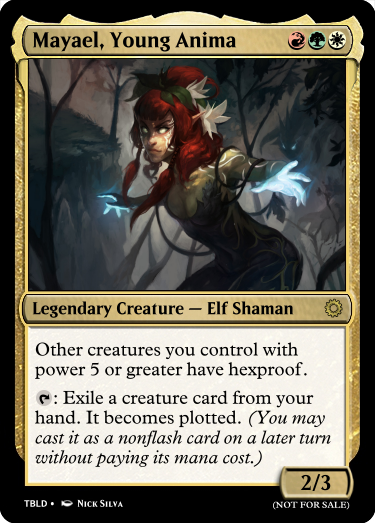 Mayael, Young Anima
Legendary Creature — Elf Shaman
Other creatures you control with
power 5 or greater have hexproof.
: Exile a creature card from your
hand. It becomes plotted. (You may
cast it as a nonflash card on a later turn
without paying its mana cost.)
2/3
TBLD • Nick Silva
(NOT FOR SALE)